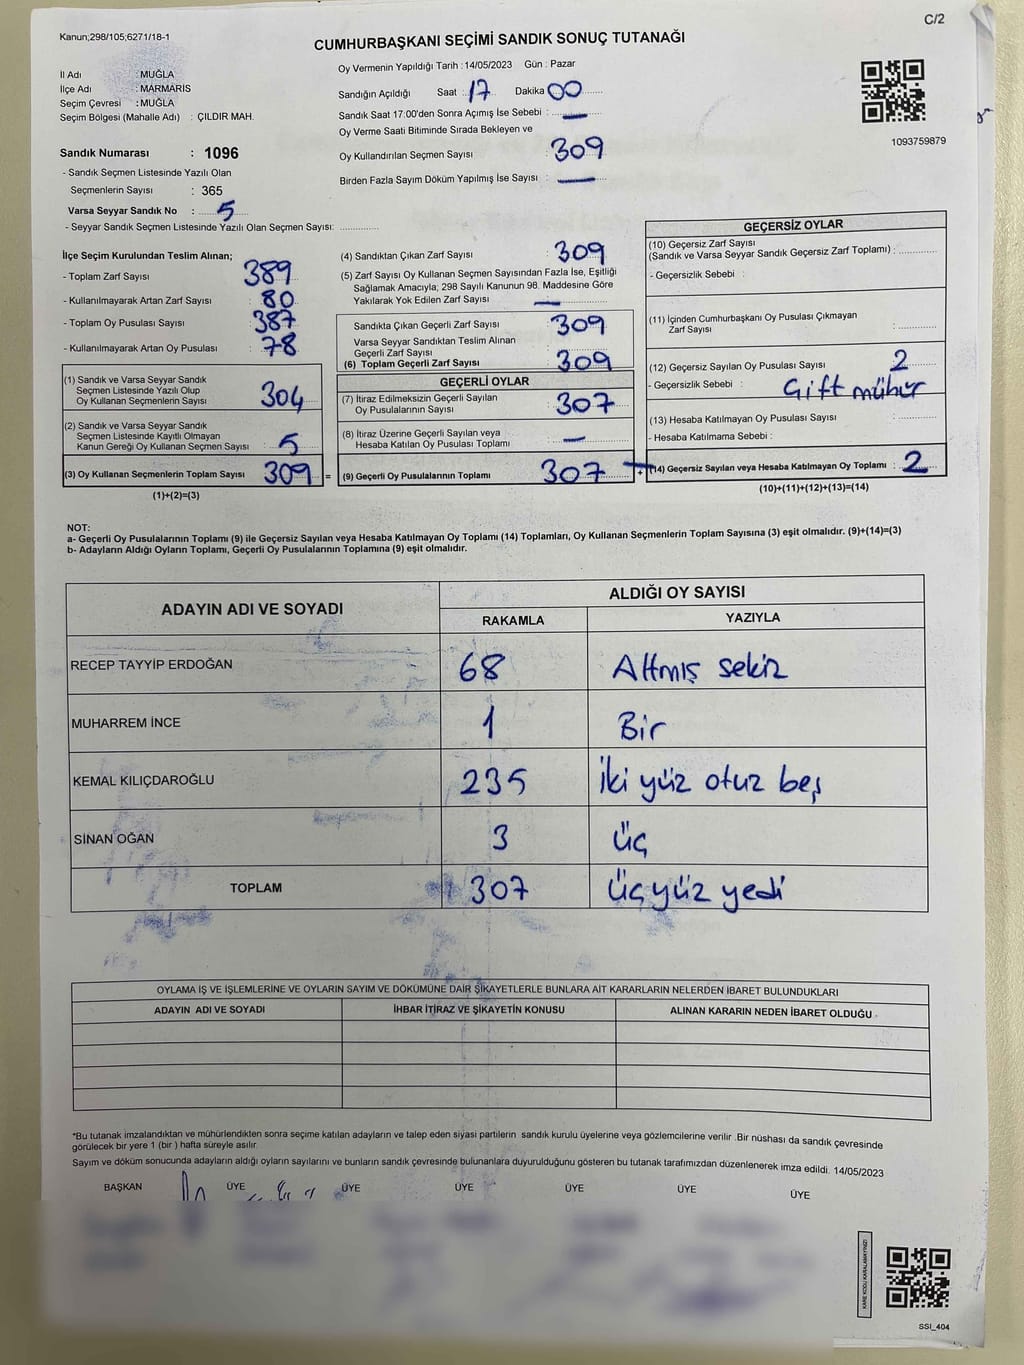 C/2
Kanun;298/105;6271/18-1
CUMHURBAŞKANI SEÇİMİ SANDIK SONUÇ TUTANAĞI
İl Adı : MUĞLA
İlçe Adı : MARMARİS
Seçim Çevresi : MUĞLA
Seçim Bölgesi (Mahalle Adı) : ÇILDIR MAH.
Oy Vermenin Yapıldığı Tarih : 14/05/2023 Gün : Pazar
Sandığın Açıldığı Saat : 17 Dakika 00
Sandık Saat 17:00'den Sonra Açımış İse Sebebi : —
Oy Verme Saati Bitiminde Sırada Bekleyen ve
Oy Kullandırılan Seçmen Sayısı : 309
Birden Fazla Sayım Döküm Yapılmış İse Sayısı : —
1093759879
Sandık Numarası : 1096
- Sandık Seçmen Listesinde Yazılı Olan
Seçmenlerin Sayısı : 365
Varsa Seyyar Sandık No : 5
- Seyyar Sandık Seçmen Listesinde Yazılı Olan Seçmen Sayısı:
İlçe Seçim Kurulundan Teslim Alınan;
- Toplam Zarf Sayısı : 389
- Kullanılmayarak Artan Zarf Sayısı : 80
- Toplam Oy Pusulası Sayısı : 387
- Kullanılmayarak Artan Oy Pusulası : 78
(1) Sandık ve Varsa Seyyar Sandık
Seçmen Listesinde Yazılı Olup
Oy Kullanan Seçmenlerin Sayısı : 304
(2) Sandık ve Varsa Seyyar Sandık
Seçmen Listesinde Kayıtlı Olmayan
Kanun Gereği Oy Kullanan Seçmen Sayısı : 5
(3) Oy Kullanan Seçmenlerin Toplam Sayısı : 309 =
(1)+(2)=(3)
(4) Sandıktan Çıkan Zarf Sayısı : 309
(5) Zarf Sayısı Oy Kullanan Seçmen Sayısından Fazla İse, Eşitliği
Sağlamak Amacıyla; 298 Sayılı Kanunun 98. Maddesine Göre
Yakılarak Yok Edilen Zarf Sayısı : —
Sandıkta Çıkan Geçerli Zarf Sayısı : 309
Varsa Seyyar Sandıktan Teslim Alınan
Geçerli Zarf Sayısı
(6) Toplam Geçerli Zarf Sayısı : 309
GEÇERLİ OYLAR
(7) İtiraz Edilmeksizin Geçerli Sayılan
Oy Pusulalarının Sayısı : 307
(8) İtiraz Üzerine Geçerli Sayılan veya
Hesaba Katılan Oy Pusulası Toplamı : —
(9) Geçerli Oy Pusulalarının Toplamı : 307 +
GEÇERSİZ OYLAR
(10) Geçersiz Zarf Sayısı
(Sandık ve Varsa Seyyar Sandık Geçersiz Zarf Toplamı) :
- Geçersizlik Sebebi :
(11) İçinden Cumhurbaşkanı Oy Pusulası Çıkmayan
Zarf Sayısı :
(12) Geçersiz Sayılan Oy Pusulası Sayısı : 2
- Geçersizlik Sebebi : Çift mühür
(13) Hesaba Katılmayan Oy Pusulası Sayısı :
- Hesaba Katılmama Sebebi :
(14) Geçersiz Sayılan veya Hesaba Katılmayan Oy Toplamı : 2
(10)+(11)+(12)+(13)=(14)
NOT:
a- Geçerli Oy Pusulalarının Toplamı (9) ile Geçersiz Sayılan veya Hesaba Katılmayan Oy Toplamı (14) Toplamları, Oy Kullanan Seçmenlerin Toplam Sayısına (3) eşit olmalıdır. (9)+(14)=(3)
b- Adayların Aldığı Oyların Toplamı, Geçerli Oy Pusulalarının Toplamına (9) eşit olmalıdır.
ADAYIN ADI VE SOYADI
ALDIĞI OY SAYISI
RAKAMLA YAZIYLA
RECEP TAYYİP ERDOĞAN 68 Altmış sekiz
MUHARREM İNCE 1 Bir
KEMAL KILIÇDAROĞLU 235 İki yüz otuz beş
SİNAN OĞAN 3 Üç
TOPLAM 307 Üç yüz yedi
OYLAMA İŞ VE İŞLEMLERİNE VE OYLARIN SAYIM VE DÖKÜMÜNE DAİR ŞİKAYETLERLE BUNLARA AİT KARARLARIN NELERDEN İBARET BULUNDUKLARI
ADAYIN ADI VE SOYADI İHBAR İTİRAZ VE ŞİKAYETİN KONUSU ALINAN KARARIN NEDEN İBARET OLDUĞU
*Bu tutanak imzalandıktan ve mühürlendikten sonra seçime katılan adayların ve talep eden siyasi partilerin sandık kurulu üyelerine veya gözlemcilerine verilir .Bir nüshası da sandık çevresinde
görülecek bir yere 1 (bir ) hafta süreyle asılır.
Sayım ve döküm sonucunda adayların aldığı oyların sayılarını ve bunların sandık çevresinde bulunanlara duyurulduğunu gösteren bu tutanak tarafımızdan düzenlenerek imza edildi. 14/05/2023
BAŞKAN ÜYE ÜYE ÜYE ÜYE ÜYE ÜYE
KARE KODU KARALAMAYINIZ!
SSİ_404